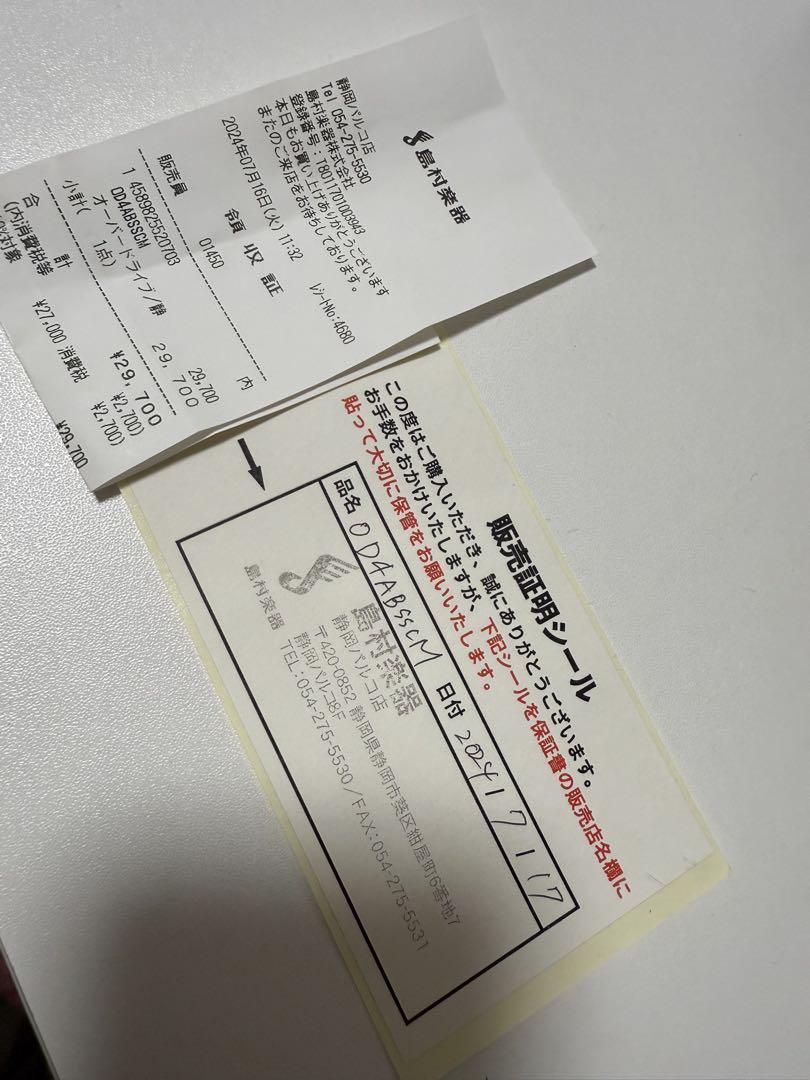 島村楽器
静岡パルコ店
Tel 054-275-5530
島村楽器株式会社
登録番号：T8011701003943
本日もお買い上げありがとうございます
またのご来店をお待ちしております。
領収証
2024年07月16日(火) 11:32 ﾚｼｰﾄNo:4680
販売員 01450
1 4589825520703 29,700 内
OD4ABSSCM
オーバードライブ/静
小計( 1点) 29,700
合 計 ¥29,700
(内消費税等 ¥2,700)
対象 ¥27,000 消費税 ¥2,700)
¥29,700
販売証明シール
この度はご購入いただき、誠にありがとうございます。
お手数をおかけいたしますが、下記シールを保証書の販売店名欄に
貼って大切に保管をお願いいたします。
品名 OD4ABSSCM 日付 2024/7/17
島村楽器
島村楽器
静岡パルコ店
〒420-0852 静岡県静岡市葵区紺屋町6番地7
静岡パルコ8F
TEL:054-275-5530/FAX:054-275-5531